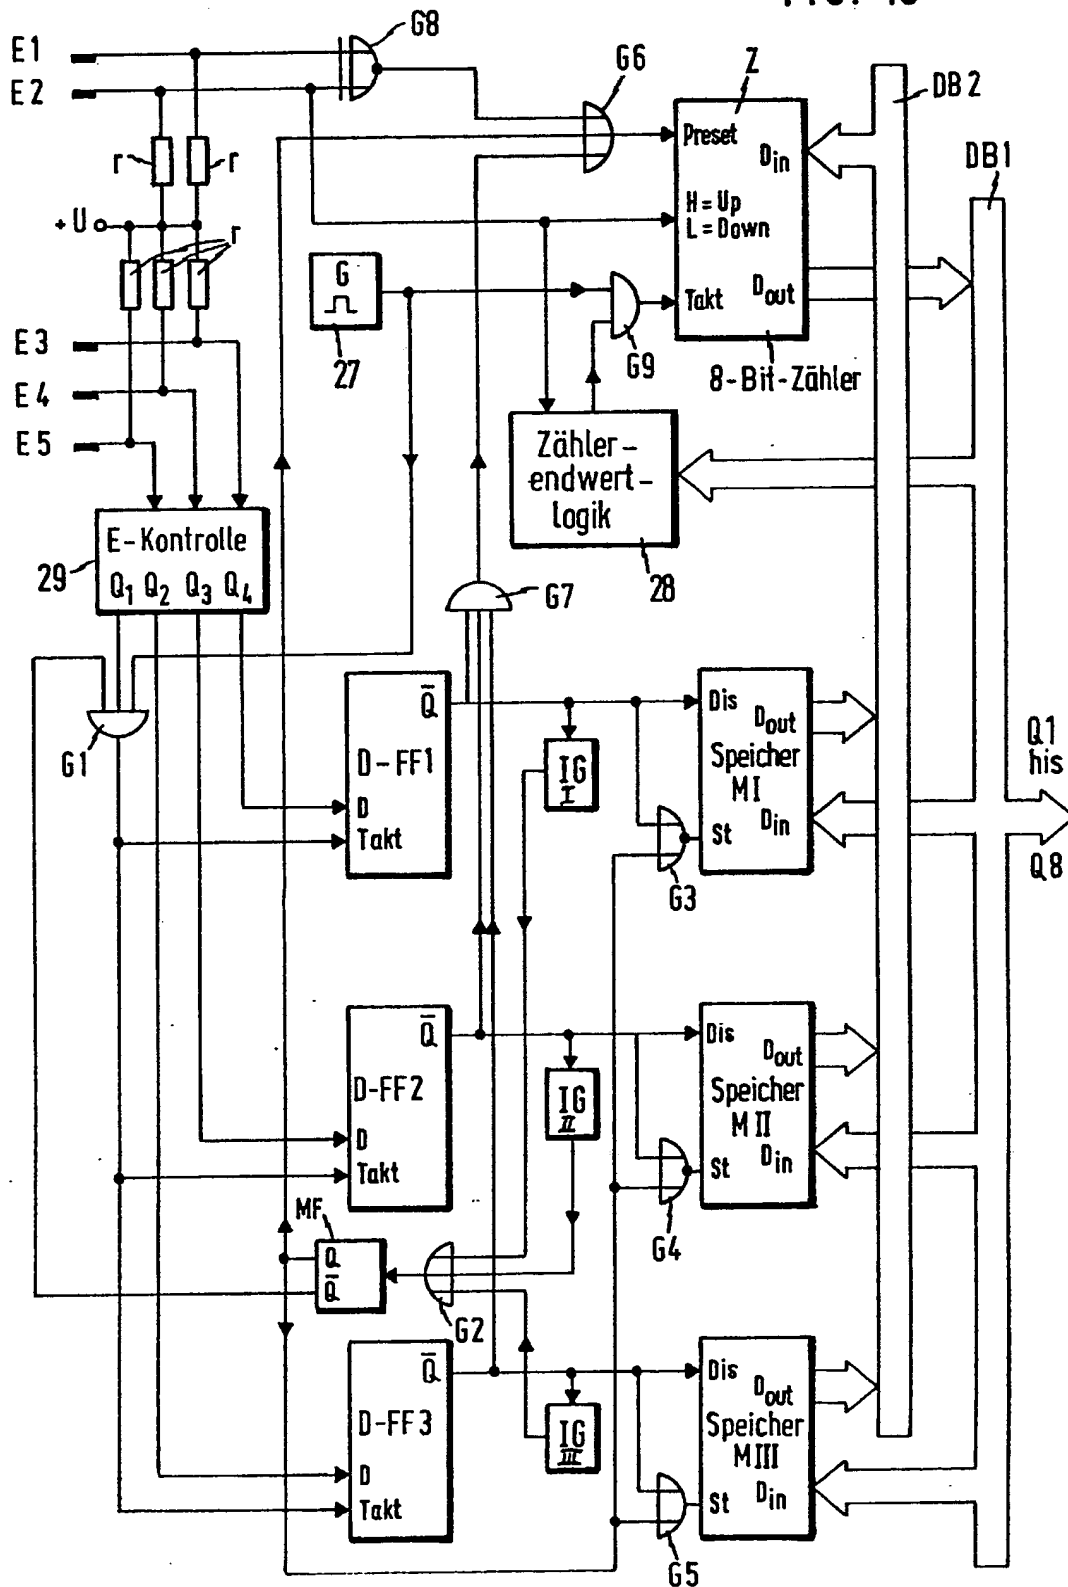 G8
E1
E2
G6
Z
DB2
Preset
Din
DB1
r
r
H=Up
L=Down
+U
r
G
Takt
Dout
27
G9
8-Bit-Zähler
E3
E4
E5
Zähler-
endwert-
logik
28
E-Kontrolle
29
Q1 Q2 Q3 Q4
G7
G1
Q̅
D-FF1
D
Takt
IG
I
G3
Dis
Dout
Speicher
M I
Din
St
Q1
his
Q8
Q̅
D-FF2
D
Takt
IG
II
G4
Dis
Dout
Speicher
M II
Din
St
MF
Q
Q̅
G2
Q̅
D-FF3
D
Takt
IG
III
G5
Dis
Dout
Speicher
M III
Din
St